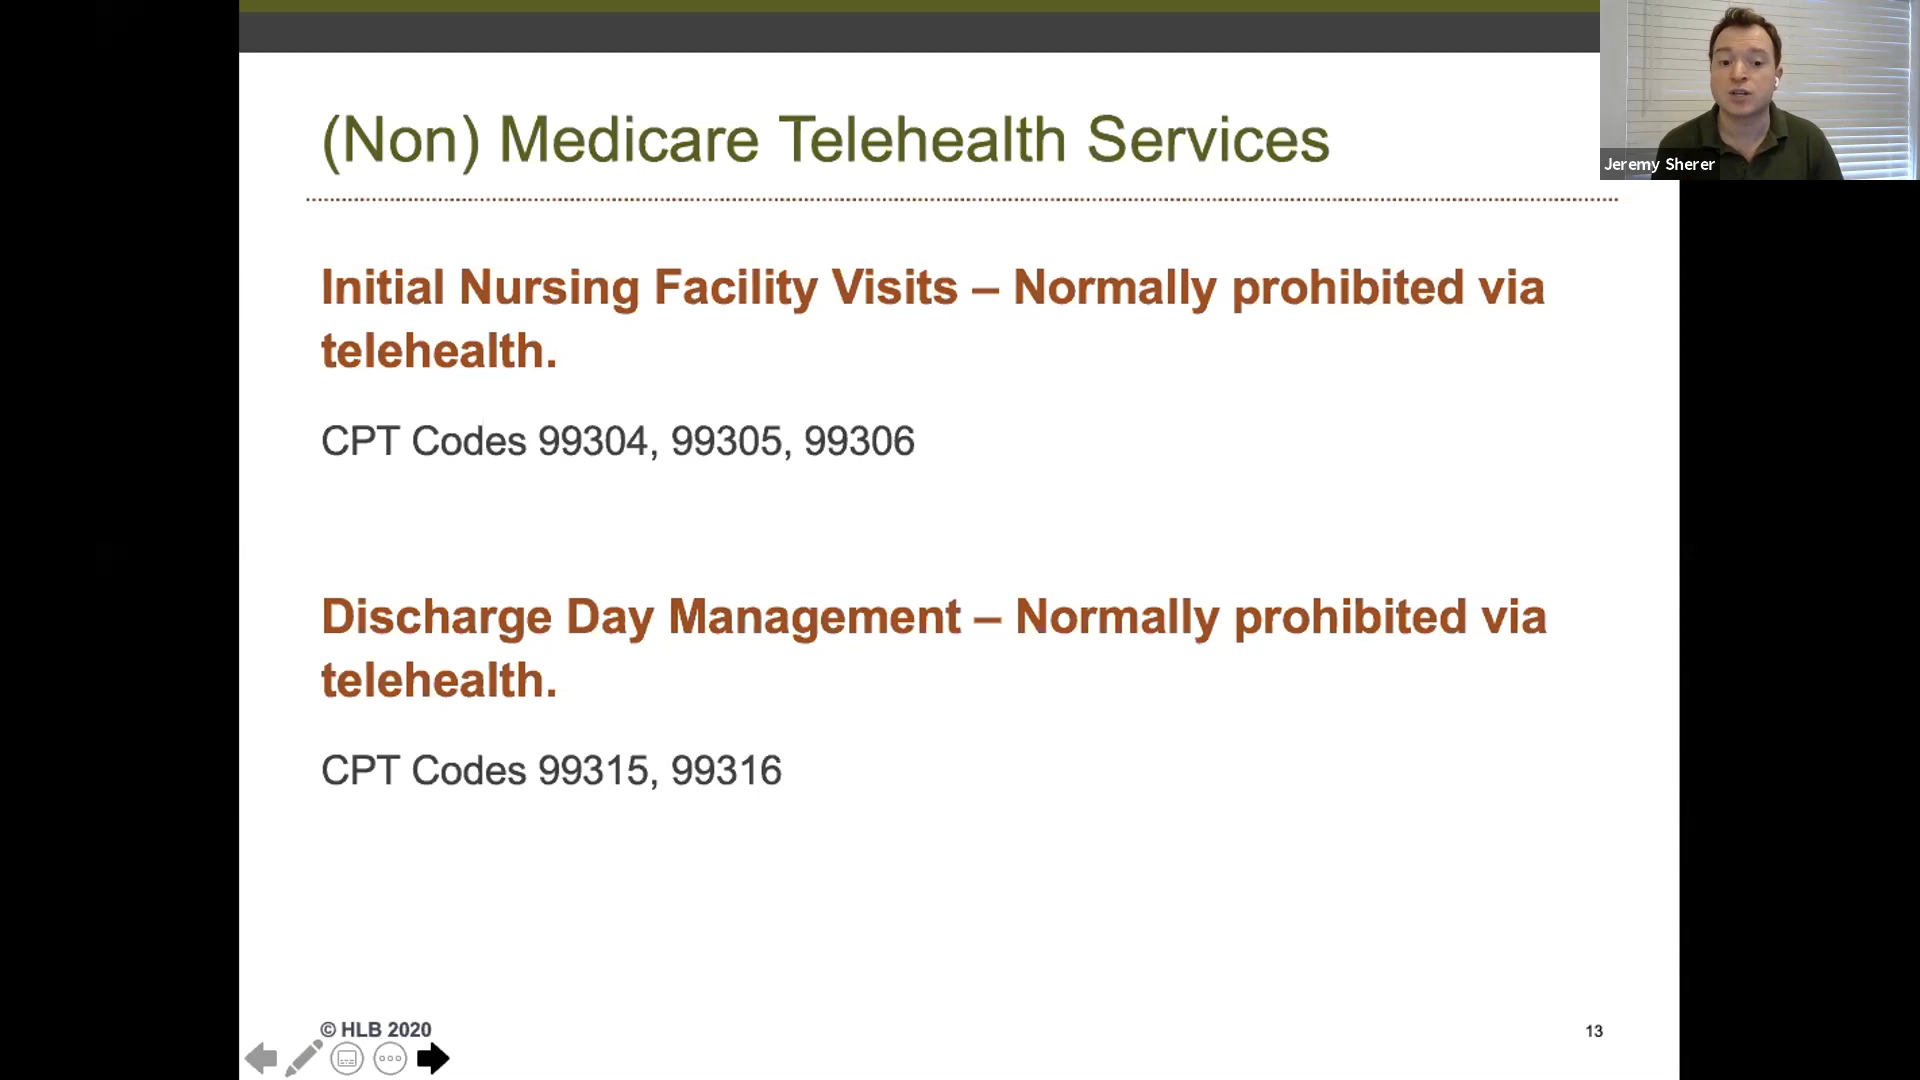 (Non) Medicare Telehealth Services
Jeremy Sherer
Initial Nursing Facility Visits – Normally prohibited via
telehealth.
CPT Codes 99304, 99305, 99306
Discharge Day Management – Normally prohibited via
telehealth.
CPT Codes 99315, 99316
© HLB 2020
13